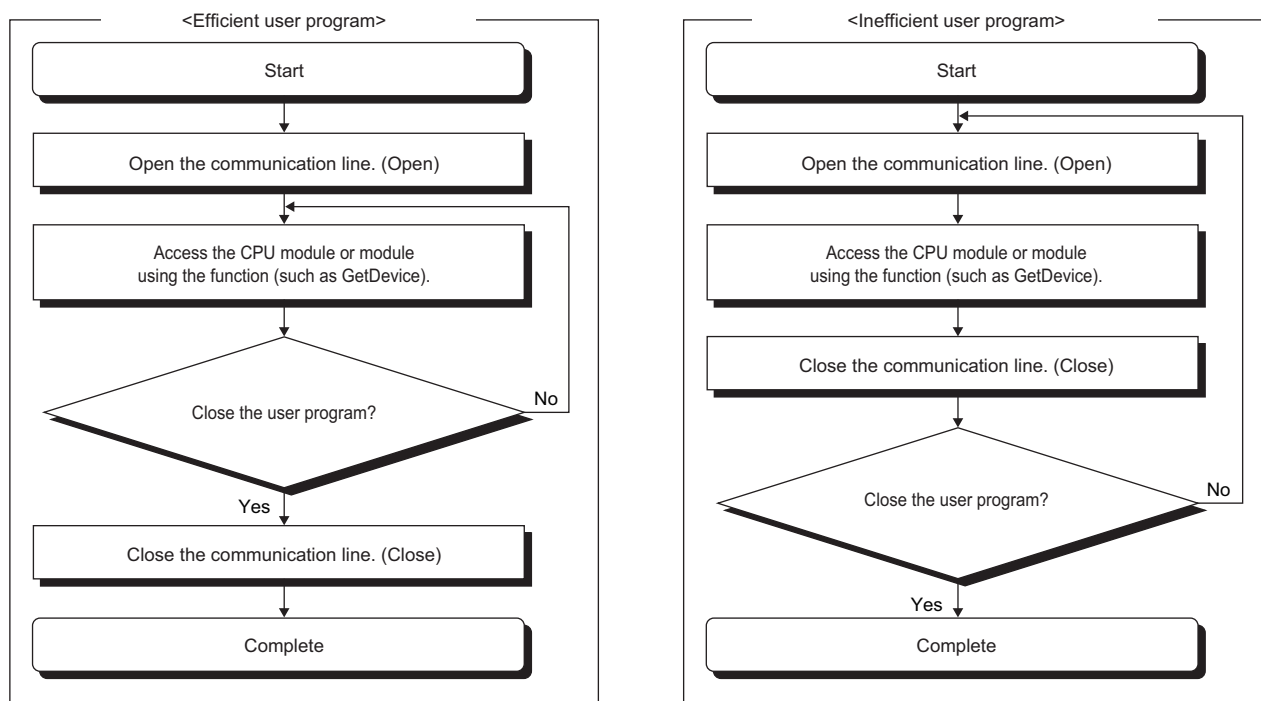 <Efficient user program>
Start
Open the communication line. (Open)
Access the CPU module or module
using the function (such as GetDevice).
Close the user program?
No
Yes
Close the communication line. (Close)
Complete
<Inefficient user program>
Start
Open the communication line. (Open)
Access the CPU module or module
using the function (such as GetDevice).
Close the communication line. (Close)
Close the user program?
No
Yes
Complete